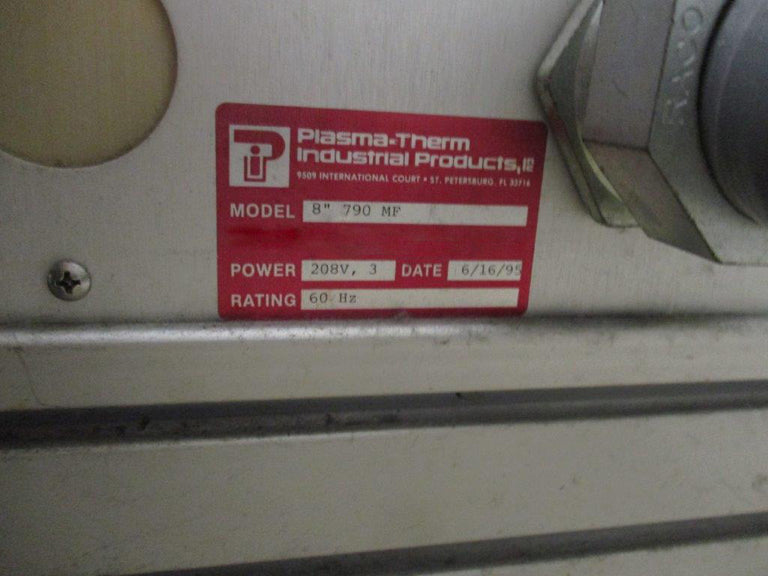 Plasma-Therm
Industrial Products,
9509 INTERNATIONAL COURT • ST. PETERSBURG, FL 33716
MODEL 8" 790 MF
POWER 208V, 3 DATE 6/16/95
RATING 60 Hz
RACO